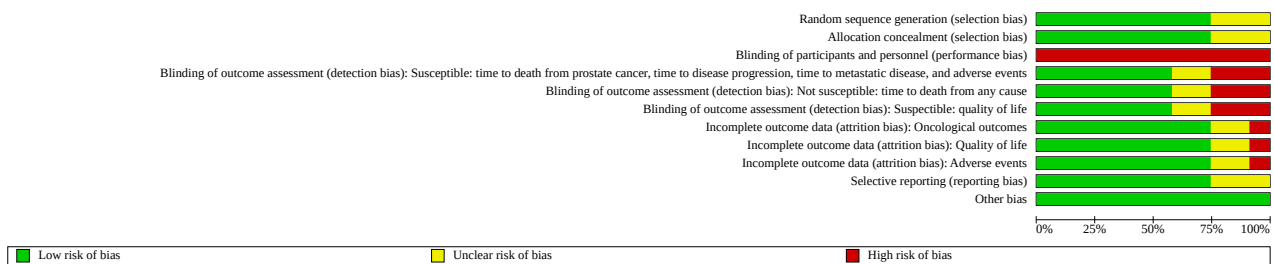 Random sequence generation (selection bias)
Allocation concealment (selection bias)
Blinding of participants and personnel (performance bias)
Blinding of outcome assessment (detection bias): Susceptible: time to death from prostate cancer, time to disease progression, time to metastatic disease, and adverse events
Blinding of outcome assessment (detection bias): Not susceptible: time to death from any cause
Blinding of outcome assessment (detection bias): Suspectible: quality of life
Incomplete outcome data (attrition bias): Oncological outcomes
Incomplete outcome data (attrition bias): Quality of life
Incomplete outcome data (attrition bias): Adverse events
Selective reporting (reporting bias)
Other bias
0% 25% 50% 75% 100%
Low risk of bias Unclear risk of bias High risk of bias